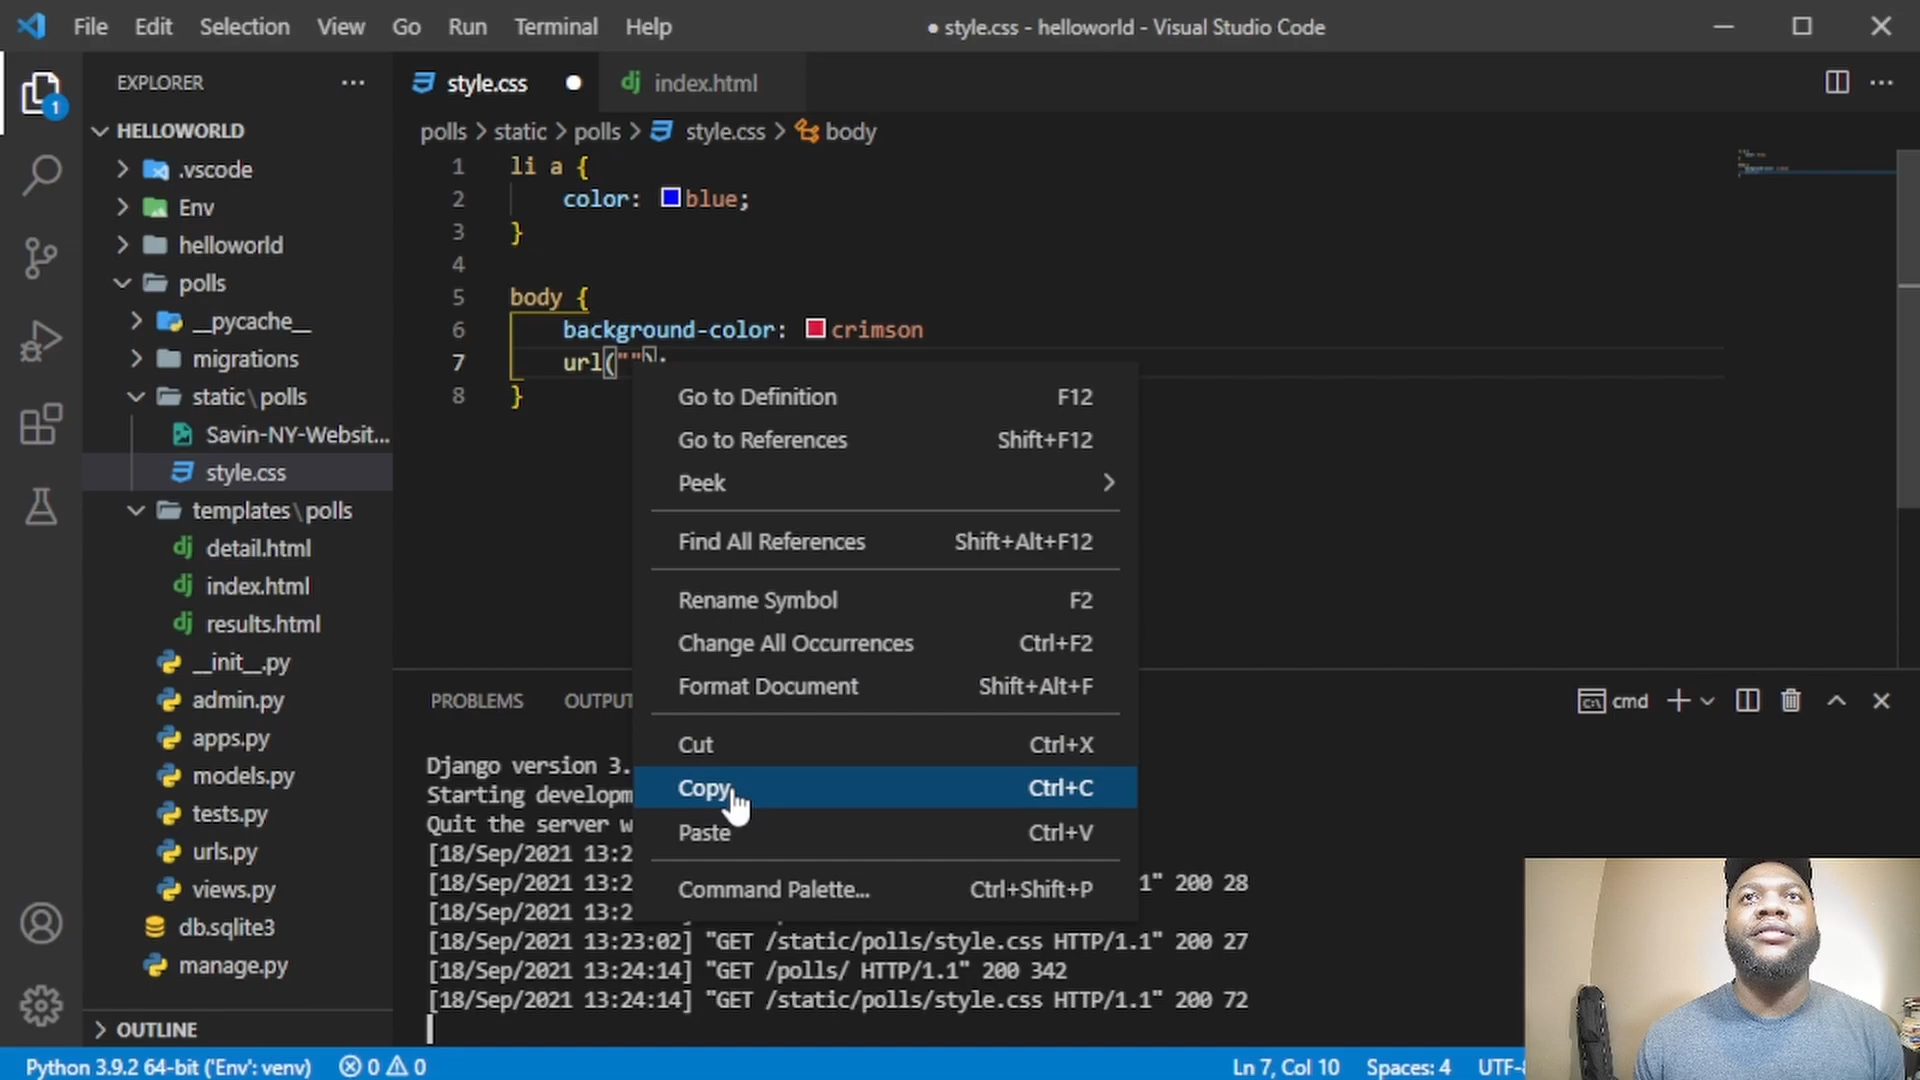 File Edit Selection View Go Run Terminal Help
● style.css - helloworld - Visual Studio Code
EXPLORER
1
HELLOWORLD
.vscode
Env
helloworld
polls
__pycache__
migrations
static\polls
Savin-NY-Websit...
style.css
templates\polls
detail.html
index.html
results.html
__init__.py
admin.py
apps.py
models.py
tests.py
urls.py
views.py
db.sqlite3
manage.py
OUTLINE
style.css
index.html
polls > static > polls > style.css > body
1 li a {
2 color: blue;
3 }
4
5 body {
6 background-color: crimson
7 url("");
8 }
Go to Definition F12
Go to References Shift+F12
Peek
Find All References Shift+Alt+F12
Rename Symbol F2
Change All Occurrences Ctrl+F2
Format Document Shift+Alt+F
Cut Ctrl+X
Copy Ctrl+C
Paste Ctrl+V
Command Palette... Ctrl+Shift+P
PROBLEMS
cmd
Django version 3.
Quit the server
[18/Sep/2021 13:2
[18/Sep/2021 13:2 1" 200 28
[18/Sep/2021 13:2
[18/Sep/2021 13:23:02] "GET /static/polls/style.css HTTP/1.1" 200 27
[18/Sep/2021 13:24:14] "GET /polls/ HTTP/1.1" 200 342
[18/Sep/2021 13:24:14] "GET /static/polls/style.css HTTP/1.1" 200 72
Python 3.9.2 64-bit ('Env': venv) 0 0
Ln 7, Col 10 Spaces: 4